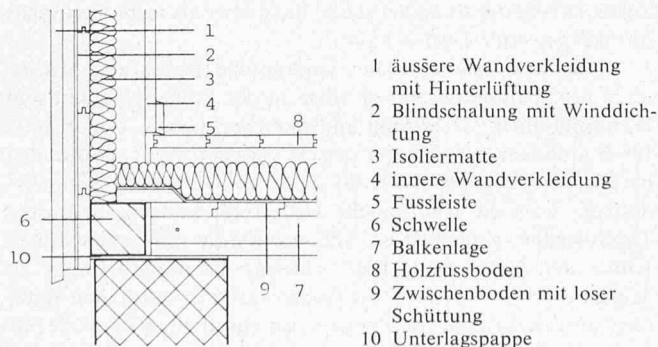 1
2
4
8
6
10
9 7
1 äussere Wandverkleidung
mit Hinterlüftung
2 Blindschalung mit Winddich-
tung
3 Isoliermatte
4 innere Wandverkleidung
5 Fussleiste
6 Schwelle
7 Balkenlage
8 Holzfussboden
9 Zwischenboden mit loser
Schüttung
10 Unterlagspappe